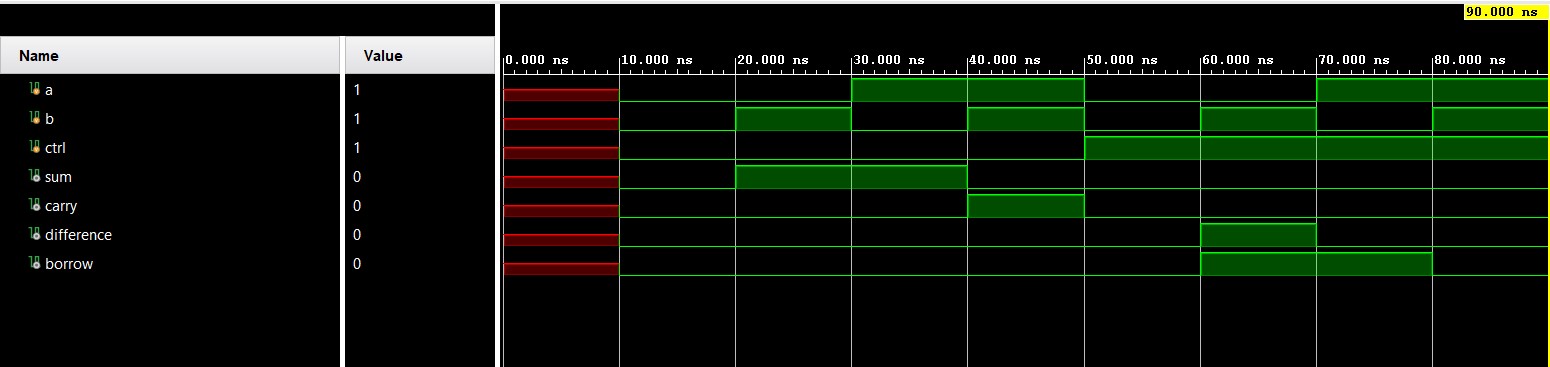 90.000 ns
Name Value
0.000 ns 10.000 ns 20.000 ns 30.000 ns 40.000 ns 50.000 ns 60.000 ns 70.000 ns 80.000 ns
a 1
b 1
ctrl 1
sum 0
carry 0
difference 0
borrow 0